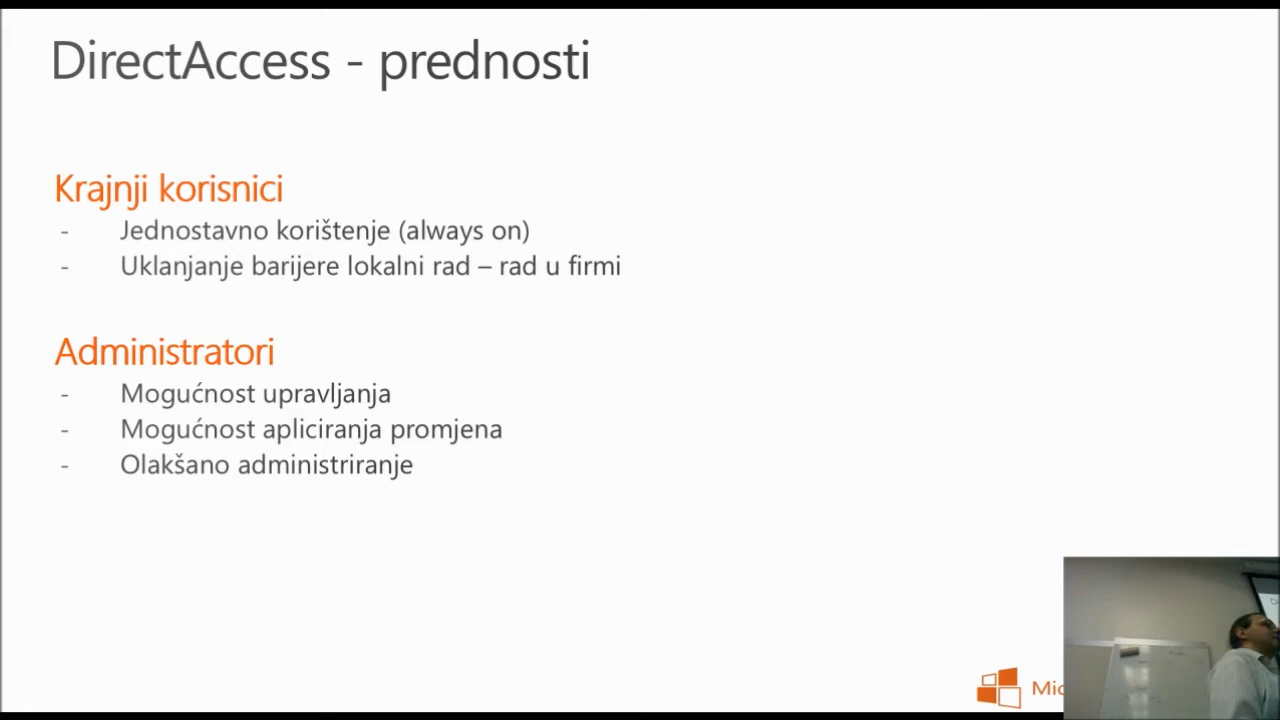 DirectAccess - prednosti
Krajnji korisnici
- Jednostavno korištenje (always on)
- Uklanjanje barijere lokalni rad – rad u firmi
Administratori
- Mogućnost upravljanja
- Mogućnost apliciranja promjena
- Olakšano administriranje